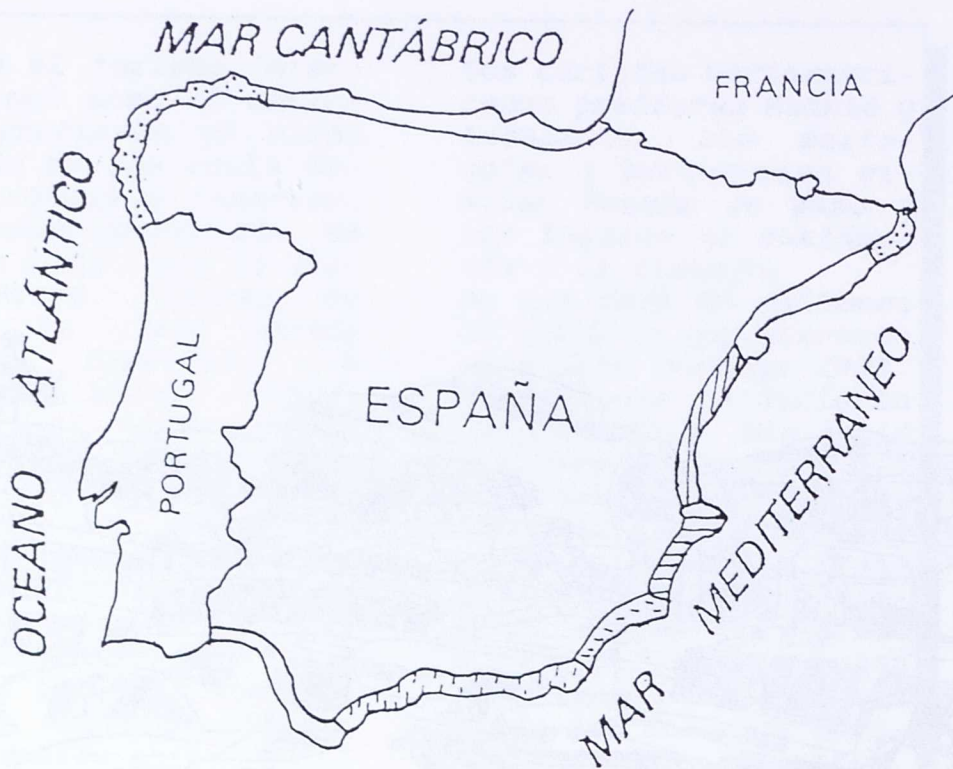 MAR CANTÁBRICO
FRANCIA
OCEANO ATLÁNTICO
PORTUGAL
ESPAÑA
MAR MEDITERRANEO